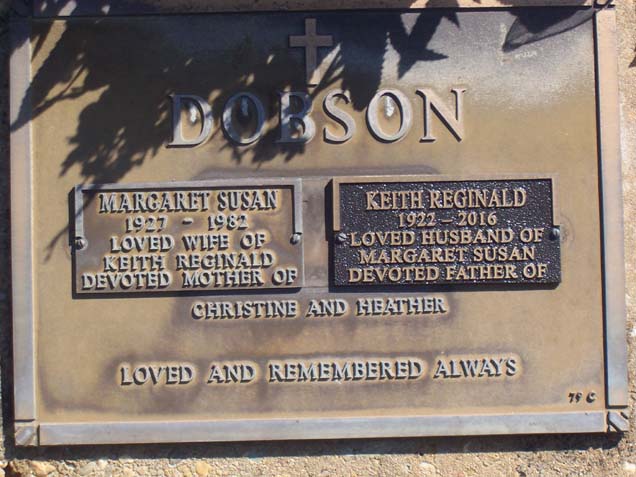 DOBSON
MARGARET SUSAN
1927 - 1982
LOVED WIFE OF
KEITH REGINALD
DEVOTED MOTHER OF
KEITH REGINALD
1922 – 2016
LOVED HUSBAND OF
MARGARET SUSAN
DEVOTED FATHER OF
CHRISTINE AND HEATHER
LOVED AND REMEMBERED ALWAYS